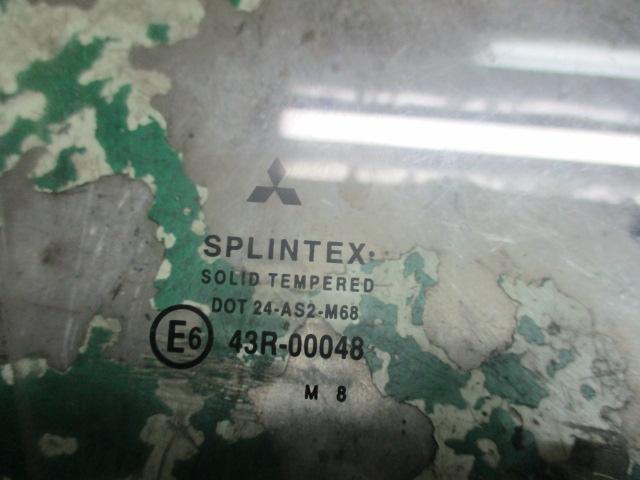 SPLINTEX
SOLID TEMPERED
DOT 24-AS2-M68
E6 43R-00048
M 8